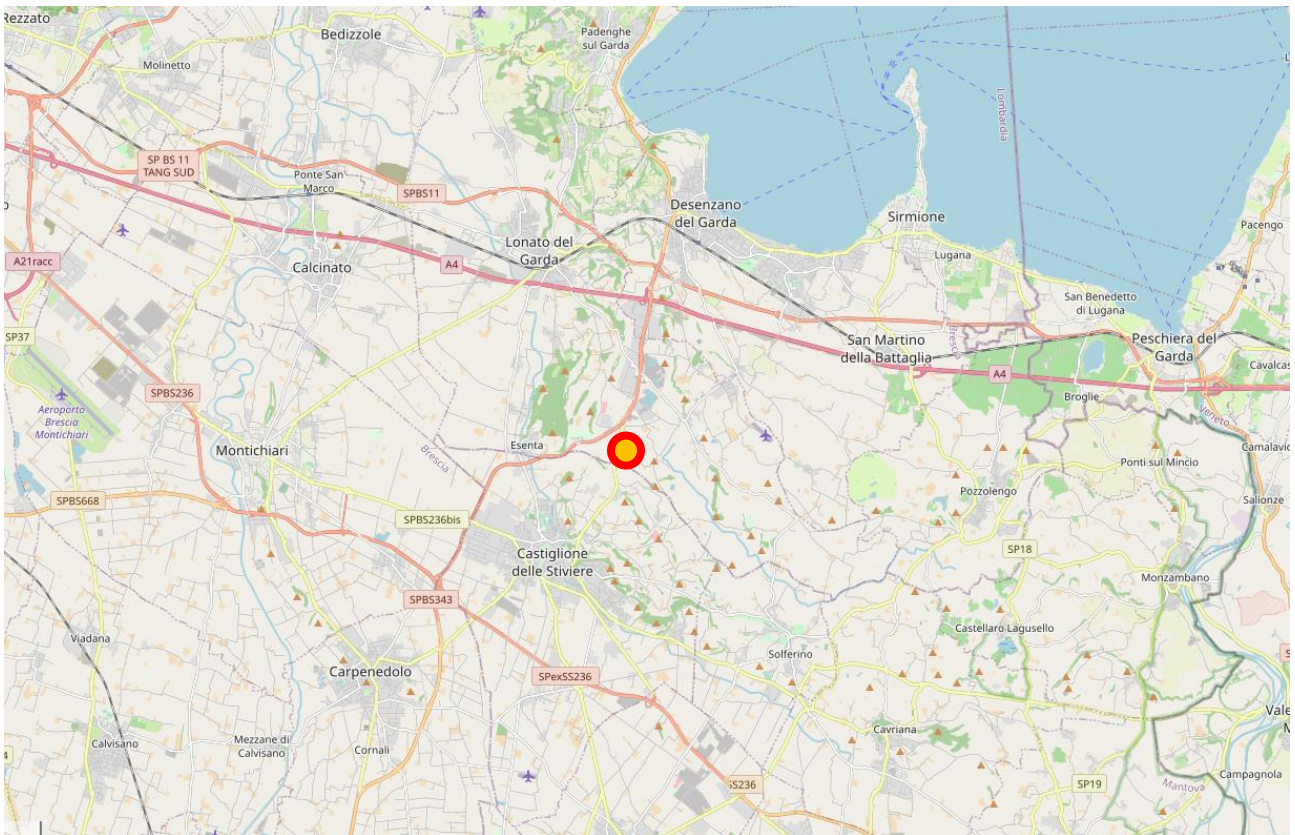 Rezzato
Bedizzole
Padenghe
sul Garda
Molinetto
Lombardia
SP BS 11
TANG SUD
Ponte San
Marco
SPBS11
Desenzano
del Garda
Sirmione
Pacengo
Lonato del
Garda
Lugana
A21racc
Calcinato
A4
San Benedetto
di Lugana
SP37
Brescia
San Martino
della Battaglia
Peschiera del
Garda
A4
Cavalcas
SPBS236
Broglie
Aeroporto
Brescia
Montichiari
Veneto
Montichiari
Brescia
Esenta
Camalavic
Ponti sul Mincio
SPBS668
Pozzolengo
Salionze
SPBS236bis
Castiglione
delle Stiviere
SP18
Monzambano
SPBS343
Viadana
Castellaro Lagusello
Solferino
Carpenedolo
SPexSS236
Vale
M
Calvisano
Mezzane di
Calvisano
Cornali
Cavriana
Campagnola
SS236
SP19
Mantova